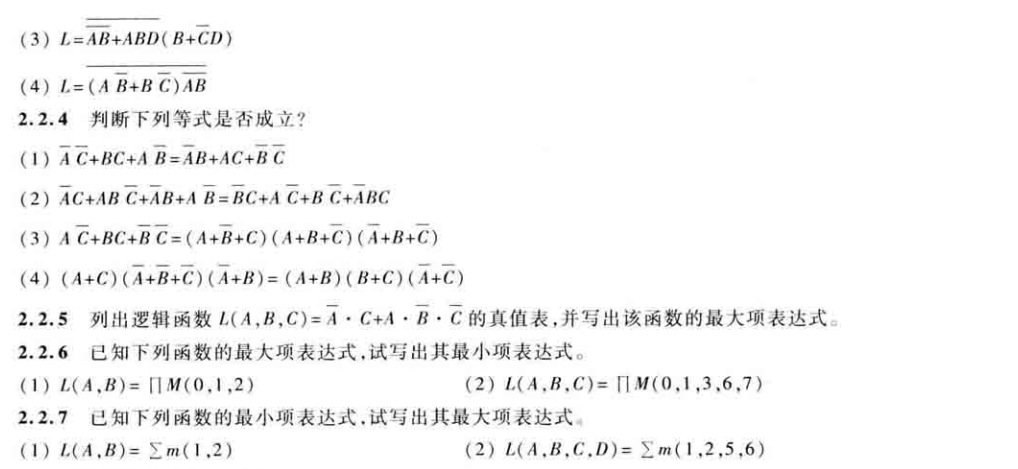 (3) L=\overline{\overline{\overline{AB}+ABD}(B+\overline{C}D)}
(4) L=\overline{(A\overline{B}+B\overline{C})\overline{AB}}
2.2.4 判断下列等式是否成立?
(1) \overline{A}\overline{C}+BC+A\overline{B}=\overline{A}B+AC+\overline{B}\overline{C}
(2) \overline{A}C+AB\overline{C}+\overline{A}B+A\overline{B}=\overline{B}C+A\overline{C}+B\overline{C}+\overline{A}BC
(3) A\overline{C}+BC+\overline{B}\overline{C}=(A+\overline{B}+C)(A+B+\overline{C})(\overline{A}+B+\overline{C})
(4) (A+C)(\overline{A}+\overline{B}+\overline{C})(\overline{A}+B)=(A+B)(B+C)(\overline{A}+\overline{C})
2.2.5 列出逻辑函数 L(A,B,C)=\overline{A}·C+A·\overline{B}·\overline{C} 的真值表,并写出该函数的最大项表达式。
2.2.6 已知下列函数的最大项表达式,试写出其最小项表达式。
(1) L(A,B)=∏M(0,1,2) (2) L(A,B,C)=∏M(0,1,3,6,7)
2.2.7 已知下列函数的最小项表达式,试写出其最大项表达式。
(1) L(A,B)=∑m(1,2) (2) L(A,B,C,D)=∑m(1,2,5,6)